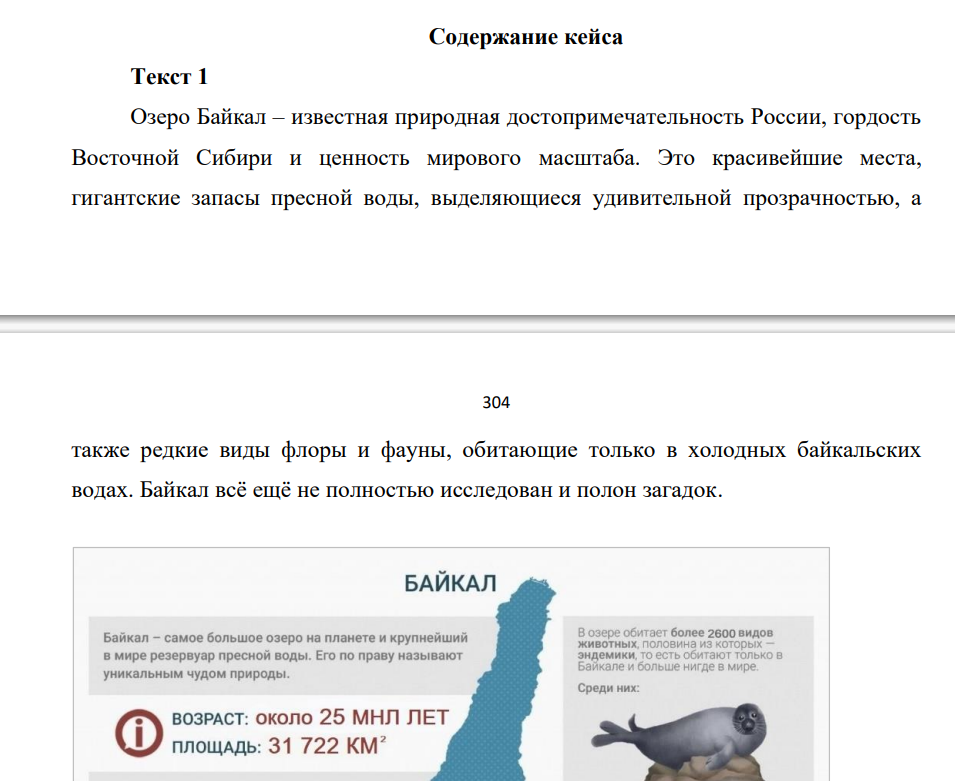 Содержание кейса
Текст 1
Озеро Байкал – известная природная достопримечательность России, гордость
Восточной Сибири и ценность мирового масштаба. Это красивейшие места,
гигантские запасы пресной воды, выделяющиеся удивительной прозрачностью, а
304
также редкие виды флоры и фауны, обитающие только в холодных байкальских
водах. Байкал всё ещё не полностью исследован и полон загадок.
БАЙКАЛ
Байкал – самое большое озеро на планете и крупнейший
в мире резервуар пресной воды. Его по праву называют
уникальным чудом природы.
ВОЗРАСТ: около 25 МНЛ ЛЕТ
ПЛОЩАДЬ: 31 722 КМ²
В озере обитает более 2600 видов
животных, половина из которых —
эндемики, то есть обитают только в
Байкале и больше нигде в мире.
Среди них: